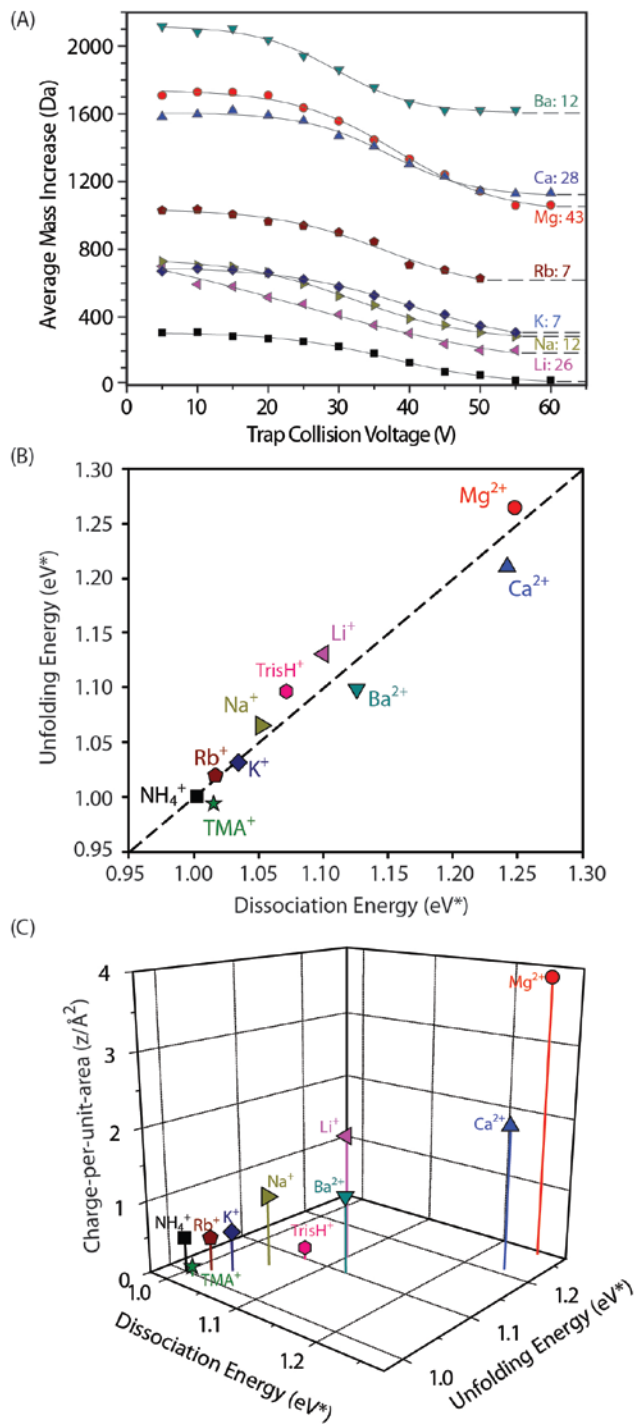 (A)
2000
1600
1200
800
400
0
Average Mass Increase (Da)
Ba: 12
Ca: 28
Mg: 43
Rb: 7
K: 7
Na: 12
Li: 26
0 10 20 30 40 50 60
Trap Collision Voltage (V)
(B)
1.30
1.25
1.20
1.15
1.10
1.05
1.00
0.95
Unfolding Energy (eV*)
Mg²⁺
Ca²⁺
Li⁺
TrisH⁺
Ba²⁺
Na⁺
Rb⁺
K⁺
NH₄⁺
TMA⁺
0.95 1.00 1.05 1.10 1.15 1.20 1.25 1.30
Dissociation Energy (eV*)
(C)
4
3
2
1
0
Charge-per-unit-area (z/Å²)
Mg²⁺
Ca²⁺
Li⁺
Ba²⁺
Na⁺
TrisH⁺
NH₄⁺
Rb⁺
K⁺
TMA⁺
1.0
1.1
1.2
Dissociation Energy (eV*)
1.0
1.1
1.2
Unfolding Energy (eV*)